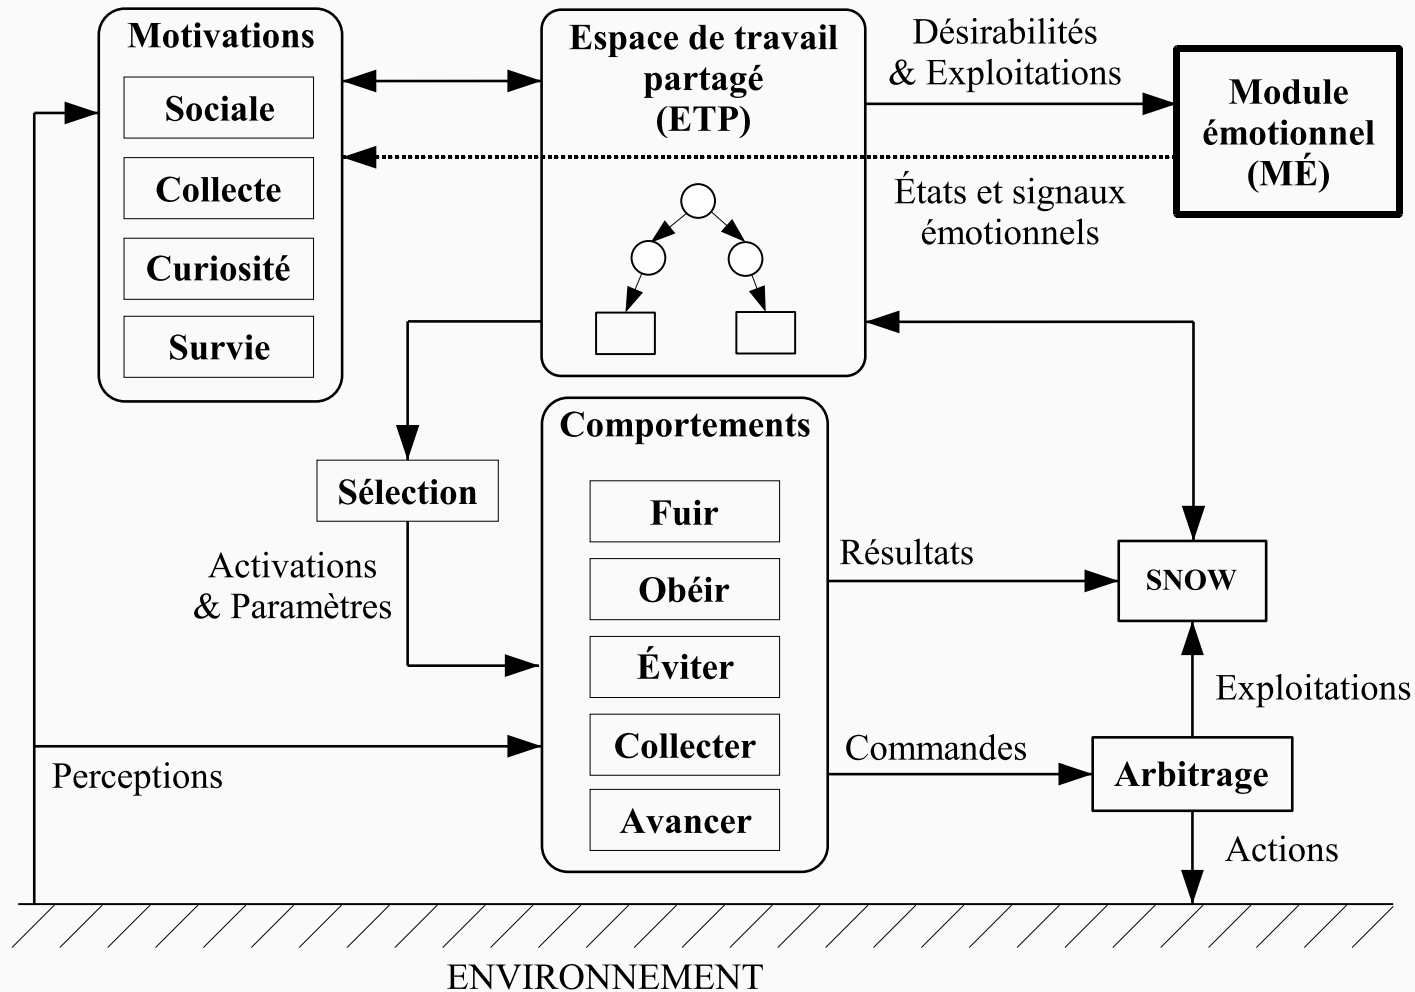 Motivations
Sociale
Collecte
Curiosité
Survie
Espace de travail
partagé
(ETP)
Désirabilités
& Exploitations
Module
émotionnel
(MÉ)
États et signaux
émotionnels
Sélection
Activations
& Paramètres
Comportements
Fuir
Obéir
Éviter
Collecter
Avancer
Résultats
SNOW
Exploitations
Commandes
Arbitrage
Actions
Perceptions
ENVIRONNEMENT